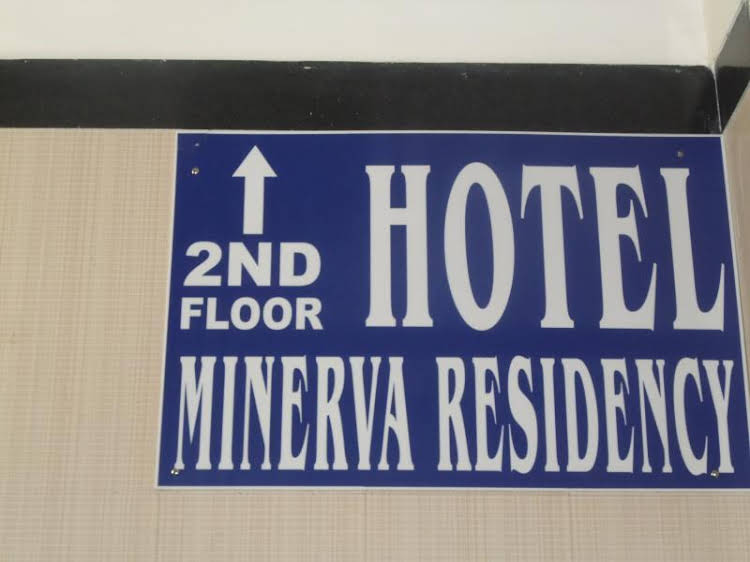 2ND
FLOOR
HOTEL
MINERVA RESIDENCY